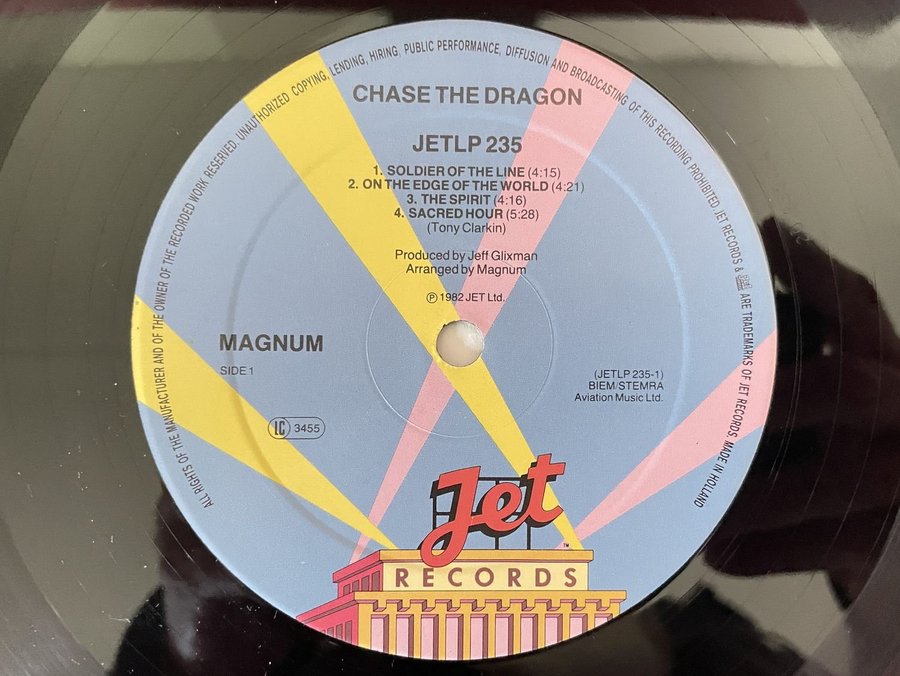 ALL RIGHTS OF THE MANUFACTURER AND OF THE OWNER OF THE RECORDED WORK RESERVED. UNAUTHORIZED COPYING, LENDING, HIRING, PUBLIC PERFORMANCE, DIFFUSION AND BROADCASTING OF THIS RECORDING PROHIBITED. JET RECORDS & Jet ARE TRADEMARKS OF JET RECORDS. MADE IN HOLLAND
CHASE THE DRAGON
JETLP 235
1. SOLDIER OF THE LINE (4:15)
2. ON THE EDGE OF THE WORLD (4:21)
3. THE SPIRIT (4:16)
4. SACRED HOUR (5:28)
(Tony Clarkin)
Produced by Jeff Glixman
Arranged by Magnum
℗ 1982 JET Ltd.
MAGNUM
SIDE 1
(JETLP 235-1)
BIEM/STEMRA
Aviation Music Ltd.
LC 3455
Jet
TM
RECORDS